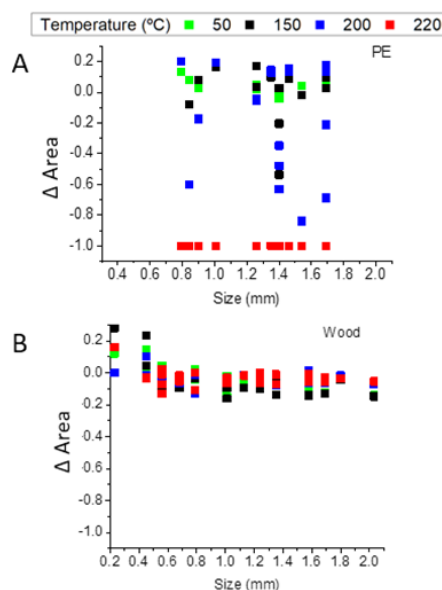 Temperature (ºC) 50 150 200 220
A
PE
0.2
0.0
-0.2
-0.4
-0.6
-0.8
-1.0
Δ Area
0.4 0.6 0.8 1.0 1.2 1.4 1.6 1.8 2.0
Size (mm)
B
Wood
0.2
0.0
-0.2
-0.4
-0.6
-0.8
-1.0
Δ Area
0.2 0.4 0.6 0.8 1.0 1.2 1.4 1.6 1.8 2.0
Size (mm)